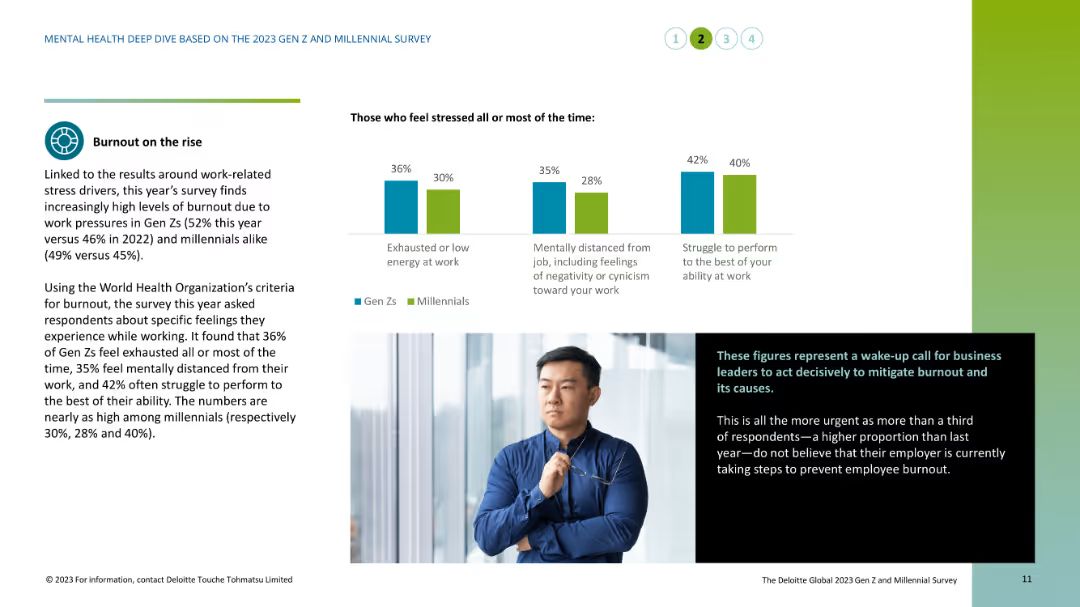 MENTAL HEALTH DEEP DIVE BASED ON THE 2023 GEN Z AND MILLENNIAL SURVEY
1 2 3 4
Burnout on the rise
Linked to the results around work-related
stress drivers, this year’s survey finds
increasingly high levels of burnout due to
work pressures in Gen Zs (52% this year
versus 46% in 2022) and millennials alike
(49% versus 45%).
Using the World Health Organization’s criteria
for burnout, the survey this year asked
respondents about specific feelings they
experience while working. It found that 36%
of Gen Zs feel exhausted all or most of the
time, 35% feel mentally distanced from their
work, and 42% often struggle to perform to
the best of their ability. The numbers are
nearly as high among millennials (respectively
30%, 28% and 40%).
Those who feel stressed all or most of the time:
36%
30%
35%
28%
42%
40%
Exhausted or low
energy at work
Mentally distanced from
job, including feelings
of negativity or cynicism
toward your work
Struggle to perform
to the best of your
ability at work
Gen Zs Millennials
These figures represent a wake-up call for business
leaders to act decisively to mitigate burnout and
its causes.
This is all the more urgent as more than a third
of respondents—a higher proportion than last
year—do not believe that their employer is currently
taking steps to prevent employee burnout.
© 2023 For information, contact Deloitte Touche Tohmatsu Limited
The Deloitte Global 2023 Gen Z and Millennial Survey
11